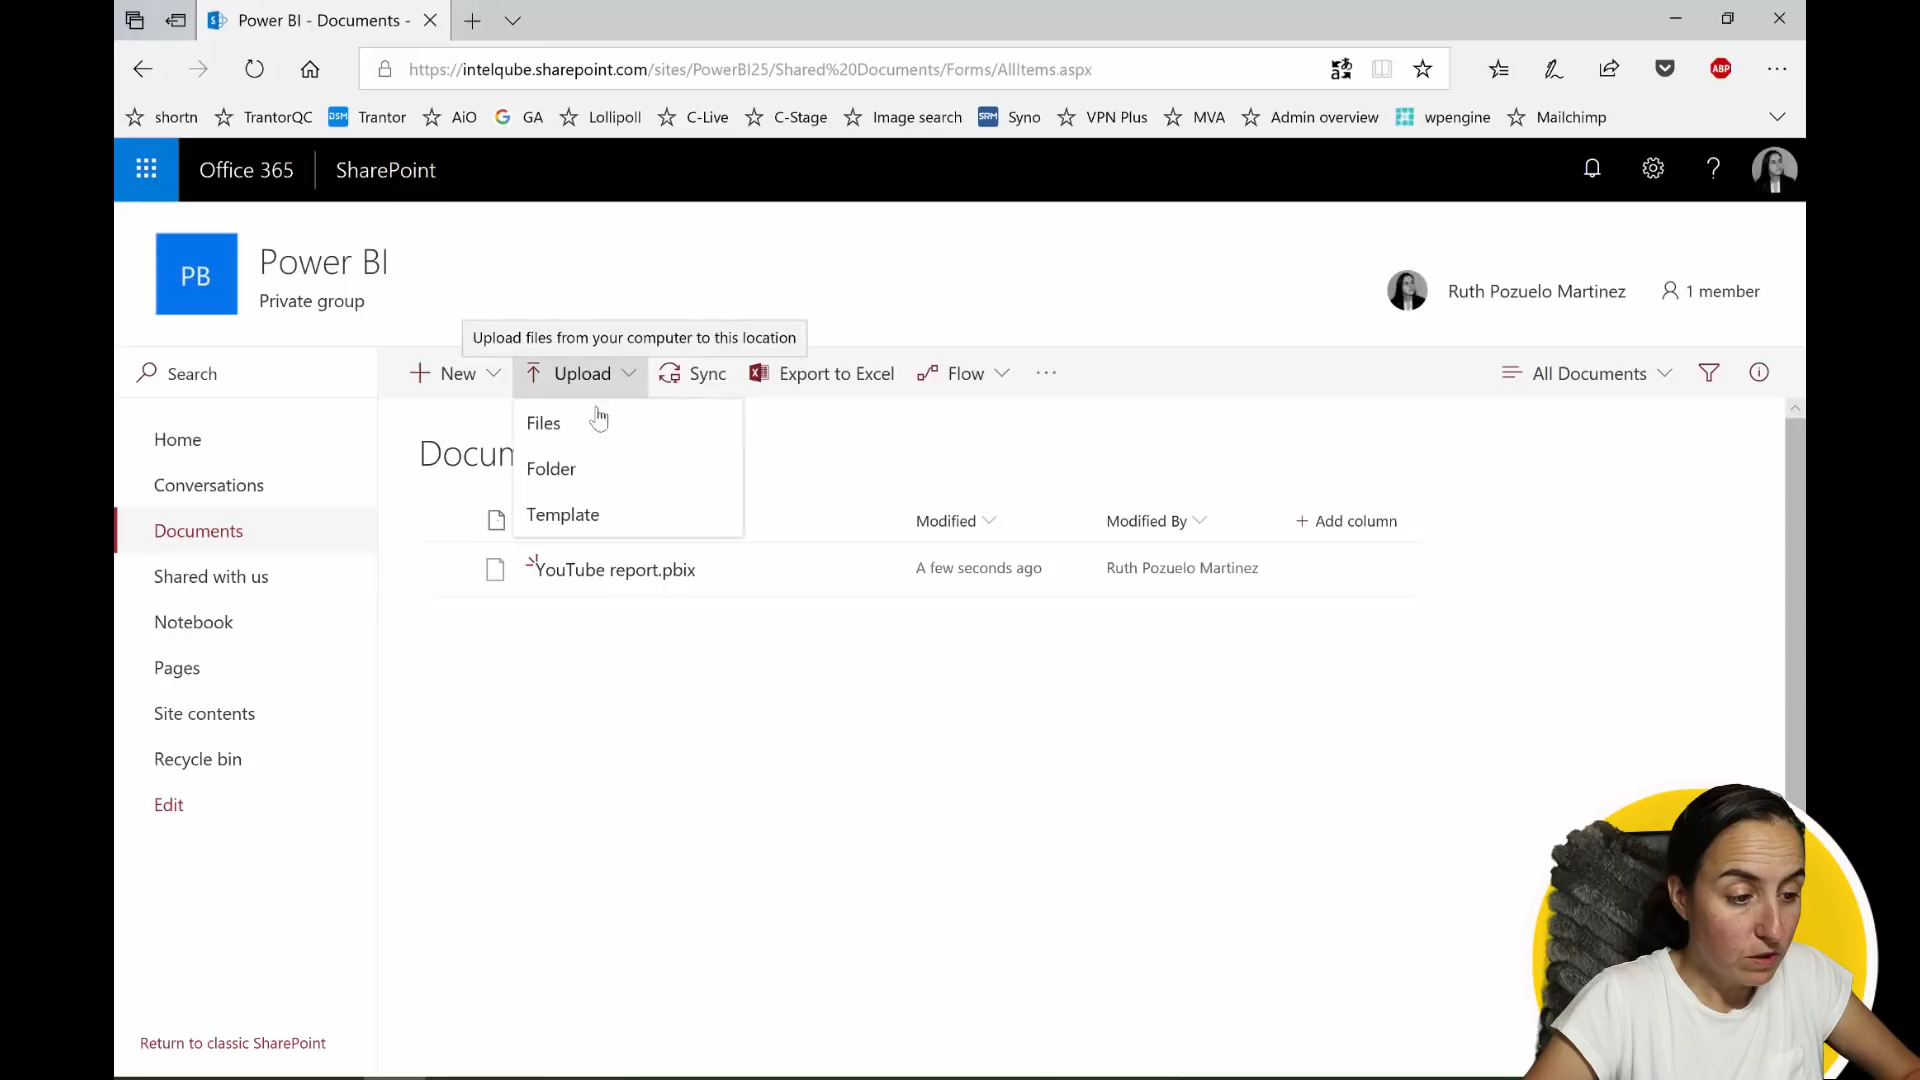 Power BI - Documents -
https://intelqube.sharepoint.com/sites/PowerBI25/Shared%20Documents/Forms/AllItems.aspx
ABP
shortn TrantorQC DSM Trantor AiO GA Lollipoll C-Live C-Stage Image search SRM Syno VPN Plus MVA Admin overview wpengine Mailchimp
Office 365 SharePoint
PB
Power BI
Private group
Ruth Pozuelo Martinez 1 member
Upload files from your computer to this location
Search
New Upload Sync Export to Excel Flow ··· All Documents
Files
Folder
Template
Docum
Modified Modified By + Add column
YouTube report.pbix A few seconds ago Ruth Pozuelo Martinez
Home
Conversations
Documents
Shared with us
Notebook
Pages
Site contents
Recycle bin
Edit
Return to classic SharePoint